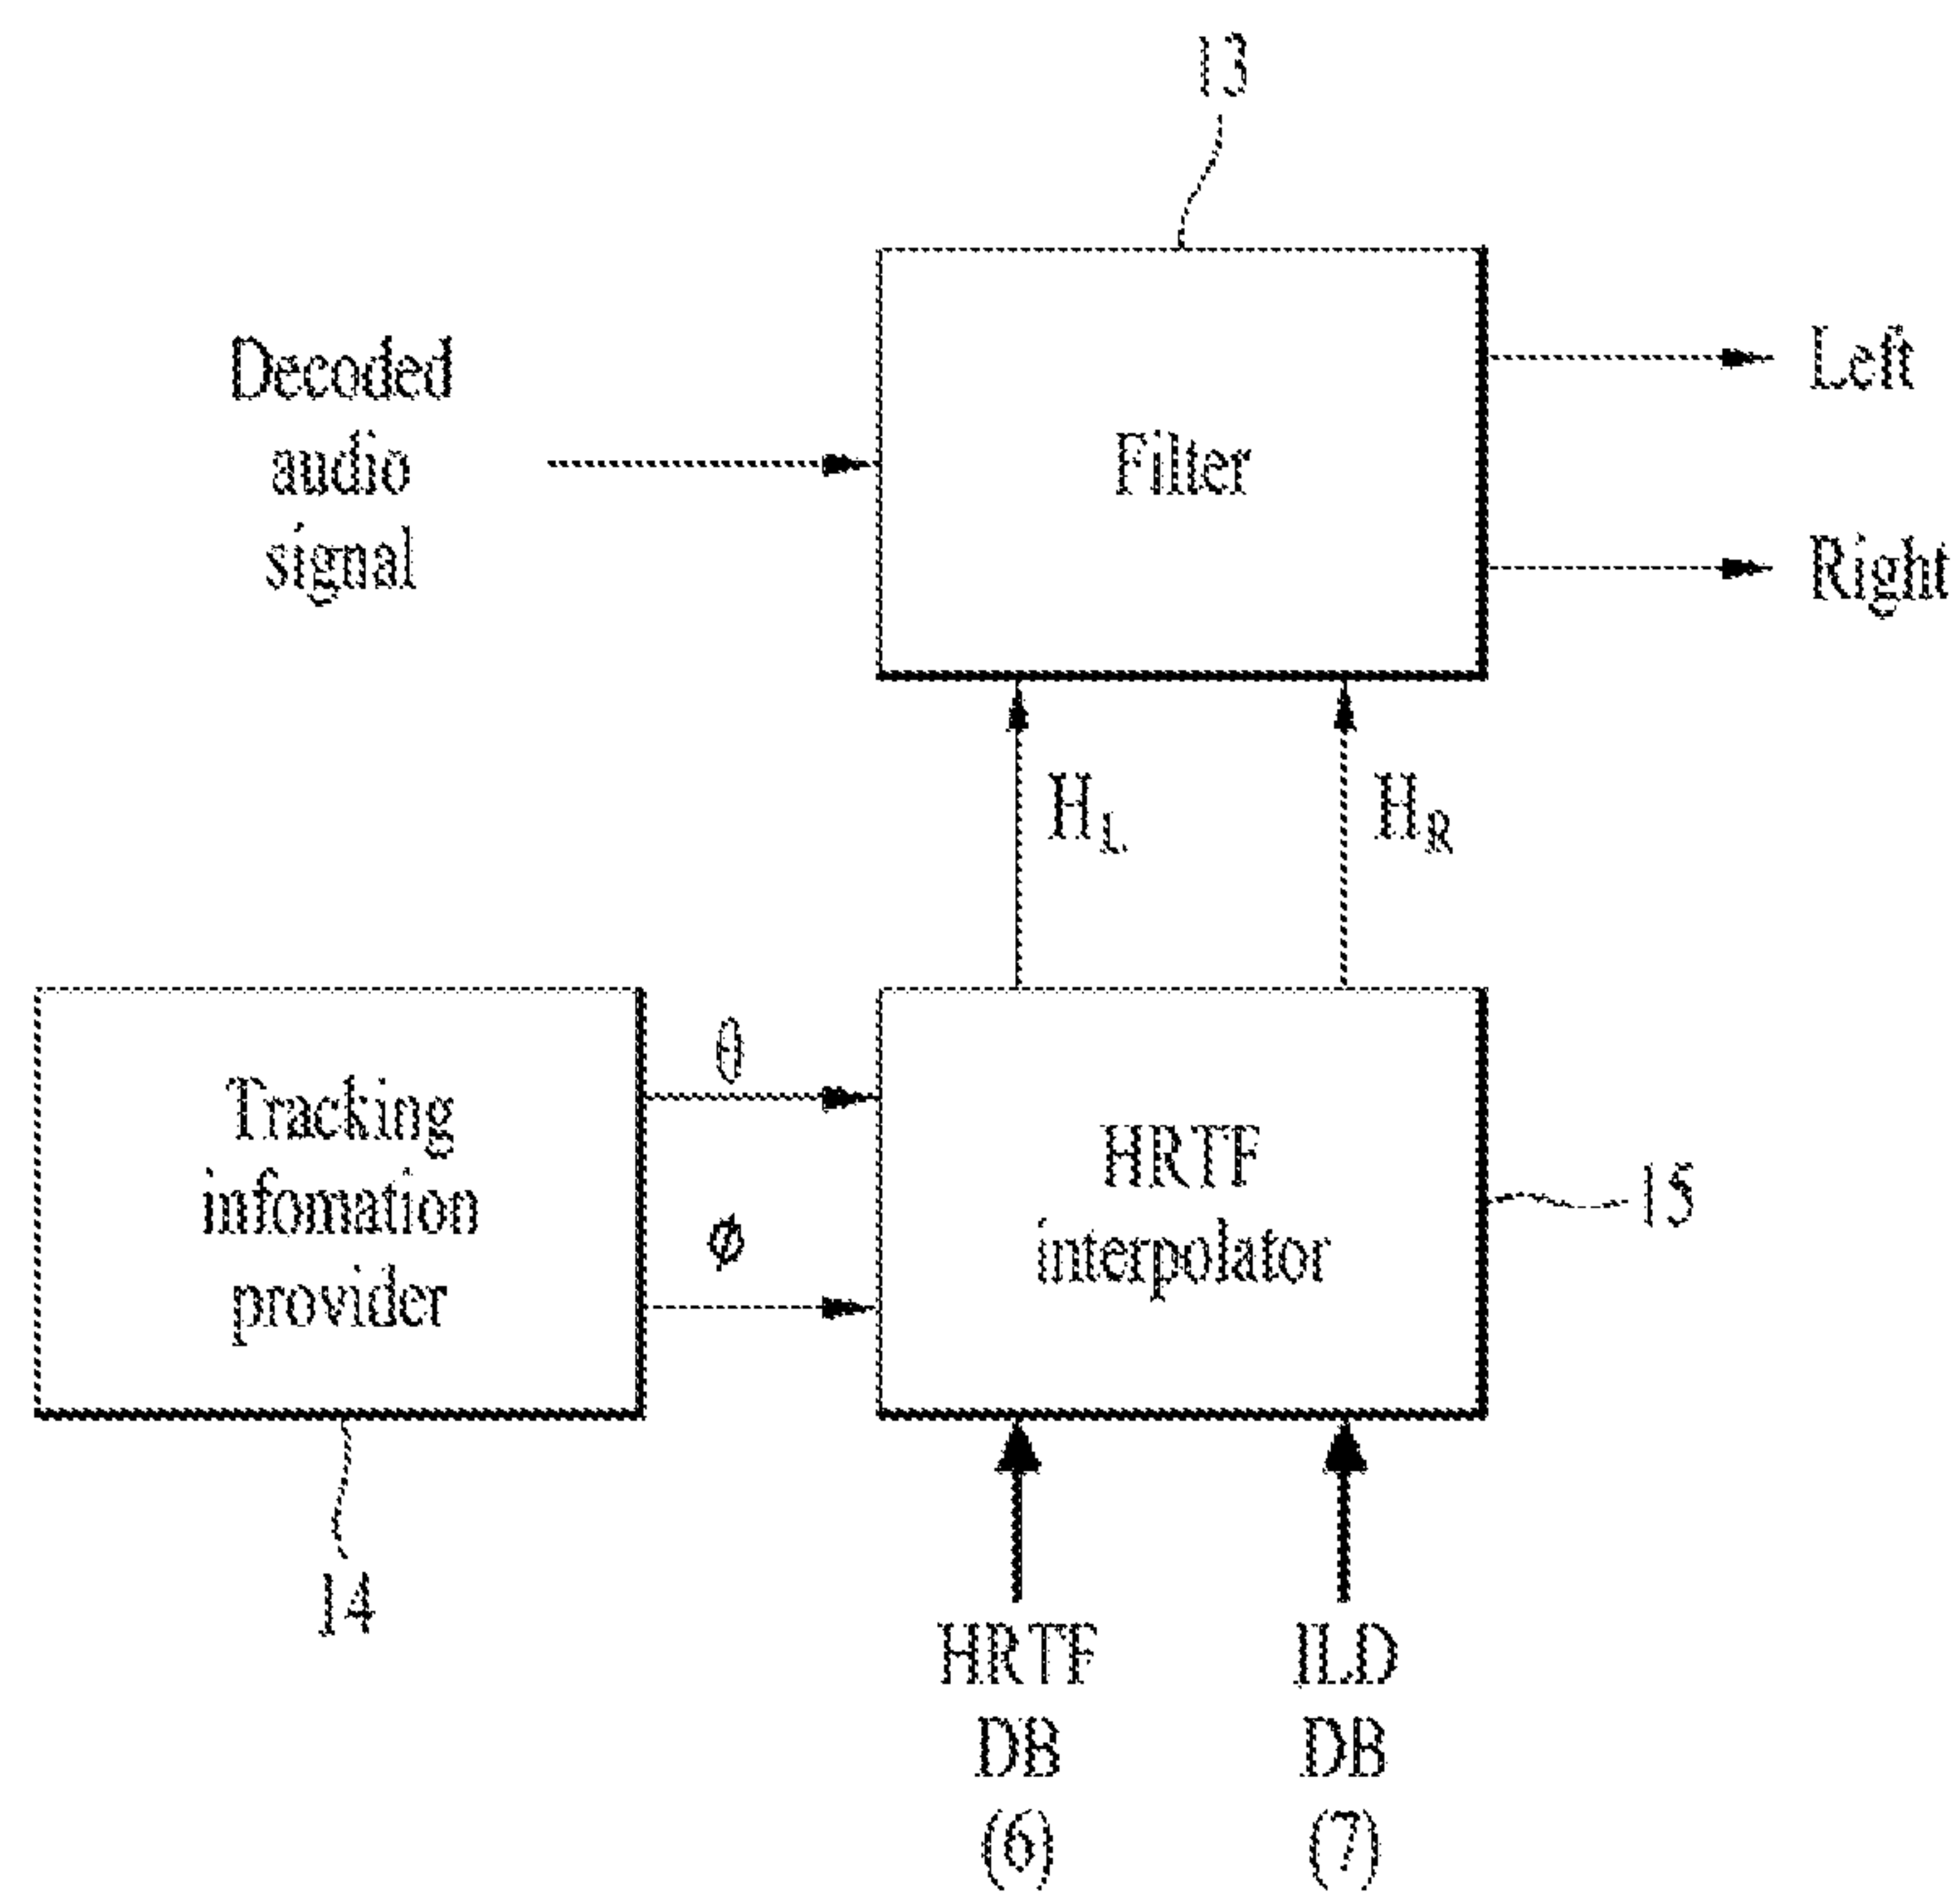 13
Decoded
audio
signal
Filter
Left
Right
H_L
H_R
Tracking
infomation
provider
θ
ø
HRTF
interpolator
15
14
HRTF
DB
(6)
ILD
DB
(7)